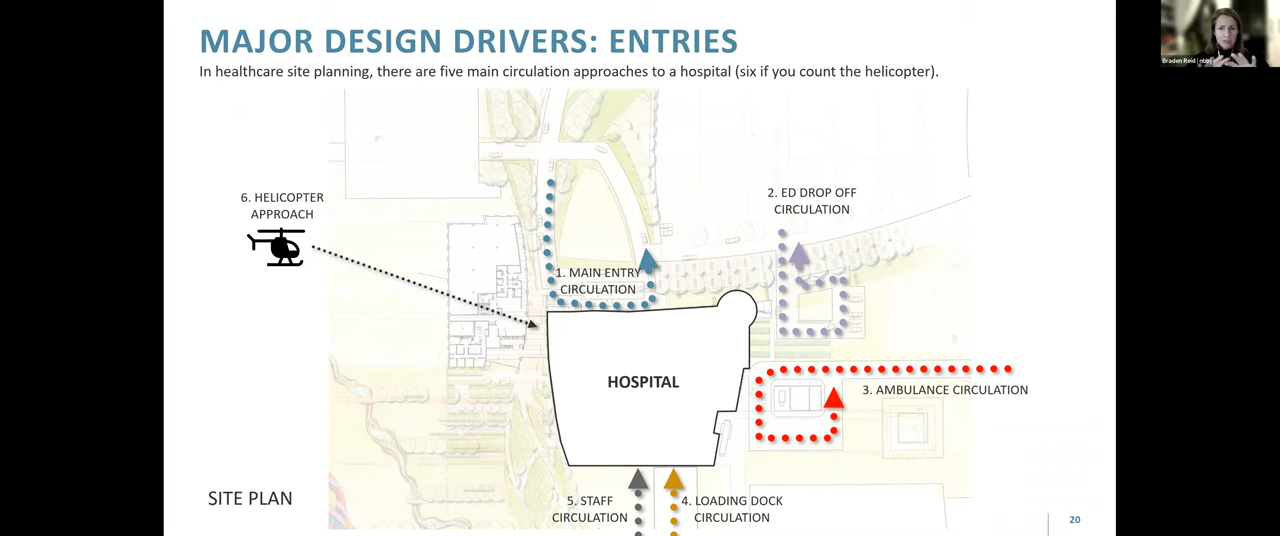 MAJOR DESIGN DRIVERS: ENTRIES
In healthcare site planning, there are five main circulation approaches to a hospital (six if you count the helicopter).
Braden Reid | nbbj
6. HELICOPTER
APPROACH
2. ED DROP OFF
CIRCULATION
1. MAIN ENTRY
CIRCULATION
HOSPITAL
3. AMBULANCE CIRCULATION
SITE PLAN
5. STAFF
CIRCULATION
4. LOADING DOCK
CIRCULATION
20